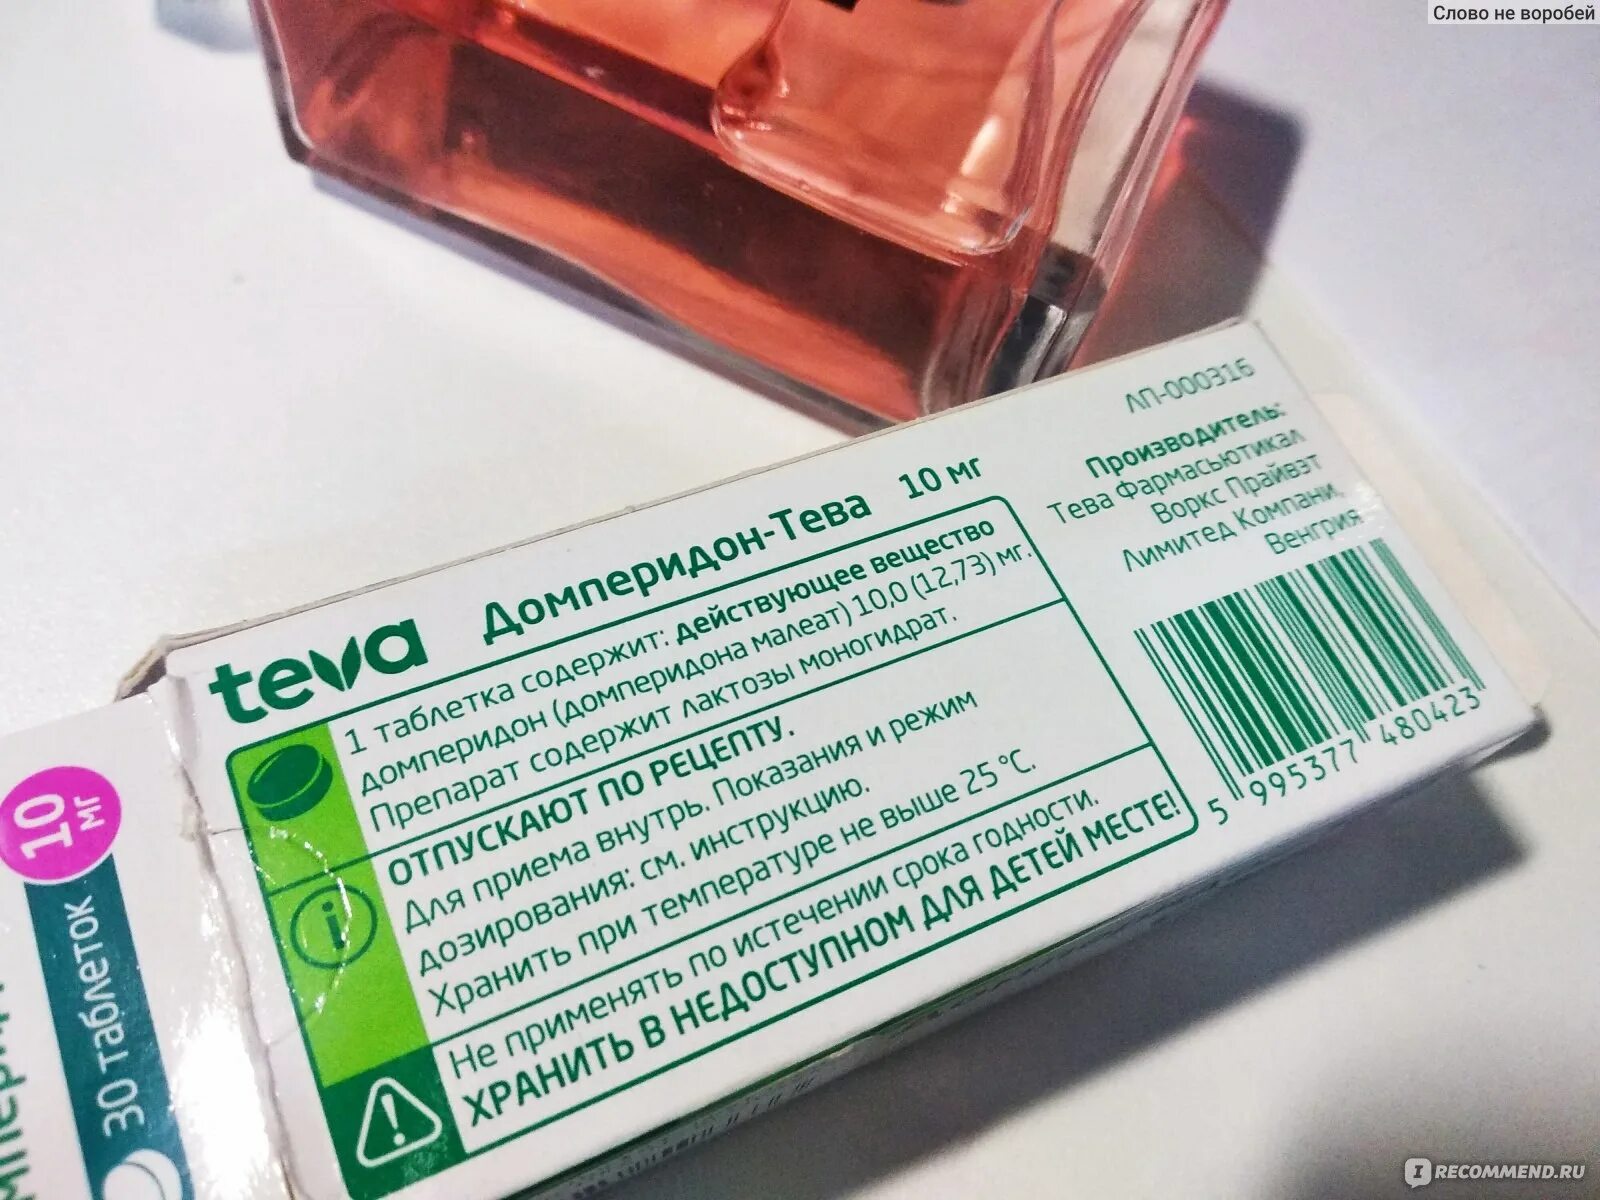 Слово не воробей
teva
Домперидон-Тева 10 мг
1 таблетка содержит: действующее вещество
домперидон (домперидона малеат) 10,0 (12,73) мг.
Препарат содержит лактозы моногидрат.
ОТПУСКАЮТ ПО РЕЦЕПТУ.
Для приема внутрь. Показания и режим
дозирования: см. инструкцию.
Хранить при температуре не выше 25 °C.
Не применять по истечении срока годности.
ХРАНИТЬ В НЕДОСТУПНОМ ДЛЯ ДЕТЕЙ МЕСТЕ!
ЛП-000316
Производитель:
Тева Фармасьютикал
Воркс Прайвэт
Лимитед Компани,
Венгрия
5 995377 480423
10
мг
30 таблеток
I RECOMMEND.RU